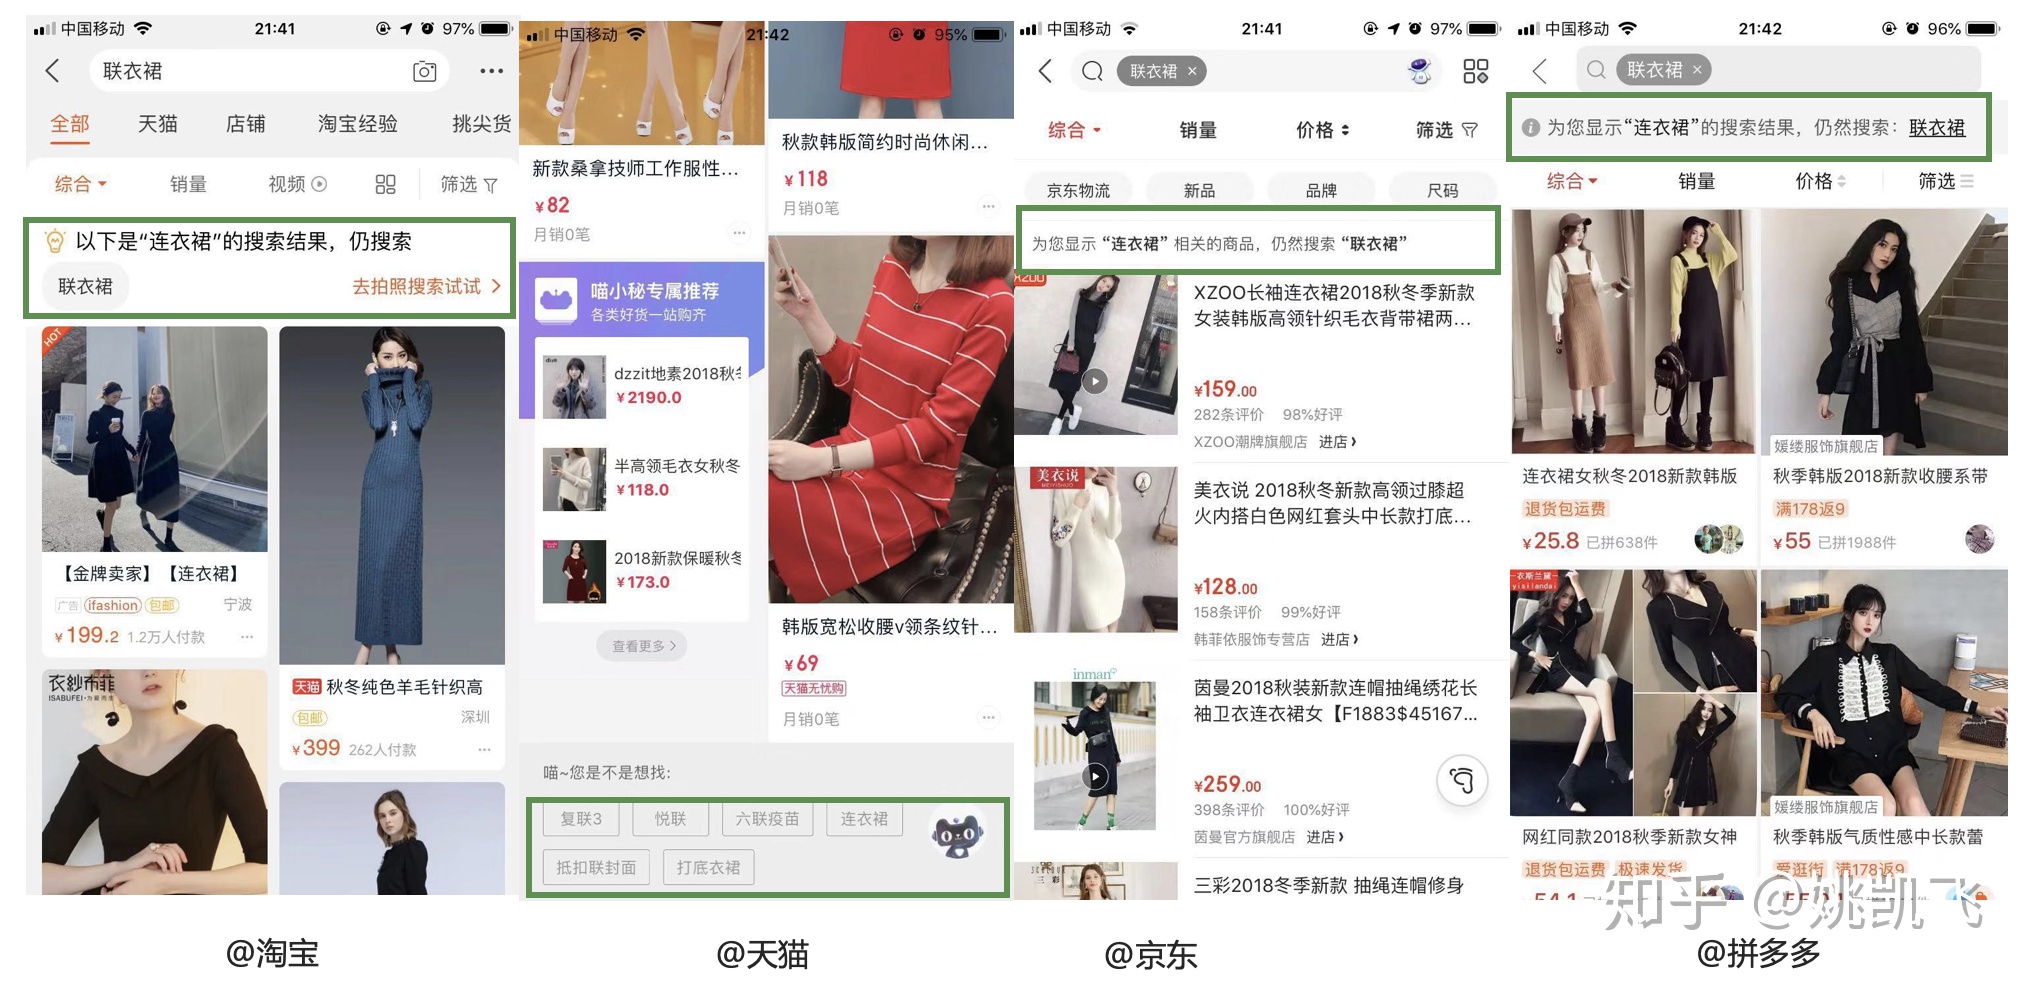 中国移动 21:41 97%
联衣裙
全部 天猫 店铺 淘宝经验 挑尖货
综合 销量 视频 筛选
以下是“连衣裙”的搜索结果，仍搜索
联衣裙 去拍照搜索试试
HOT
【金牌卖家】【连衣裙】
广告 ifashion 包邮 宁波
¥199.2 1.2万人付款
衣紗布菲
ISABUFEI·为爱而造
天猫 秋冬纯色羊毛针织高
包邮 深圳
¥399 262人付款
@淘宝
中国移动 21:42 95%
新款桑拿技师工作服性...
¥82
月销0笔
喵小秘专属推荐
各类好货一站购齐
dzzit地素2018秋冬
¥2190.0
半高领毛衣女秋冬
¥118.0
2018新款保暖秋冬
¥173.0
查看更多
秋款韩版简约时尚休闲...
¥118
月销0笔
韩版宽松收腰v领条纹针...
¥69
天猫无忧购
月销0笔
喵~您是不是想找:
复联3 悦联 六联疫苗 连衣裙
抵扣联封面 打底衣裙
@天猫
中国移动 21:41 97%
联衣裙 ×
综合 销量 价格 筛选
京东物流 新品 品牌 尺码
为您显示 “连衣裙” 相关的商品，仍然搜索 “联衣裙”
XZOO长袖连衣裙2018秋冬季新款
女装韩版高领针织毛衣背带裙两...
¥159.00
282条评价 98%好评
XZOO潮牌旗舰店 进店
美衣说
MEIYISHUO
美衣说 2018秋冬新款高领过膝超
火内搭白色网红套头中长款打底...
¥128.00
158条评价 99%好评
韩菲依服饰专营店 进店
inman
茵曼2018秋装新款连帽抽绳绣花长
袖卫衣连衣裙女【F1883$45167...
¥259.00
398条评价 100%好评
茵曼官方旗舰店 进店
三彩
三彩2018冬季新款 抽绳连帽修身
@京东
中国移动 21:42 96%
联衣裙 ×
为您显示“连衣裙”的搜索结果，仍然搜索：联衣裙
综合 销量 价格 筛选
连衣裙女秋冬2018新款韩版
退货包运费
¥25.8 已拼638件
媛缕服饰旗舰店
秋季韩版2018新款收腰系带
满178返9
¥55 已拼1988件
衣斯兰黛
yisilandai
网红同款2018秋季新款女神
退货包运费 极速发货
媛缕服饰旗舰店
秋季韩版气质性感中长款蕾
爱逛街 满178返9
知乎 @姚凯飞
@拼多多